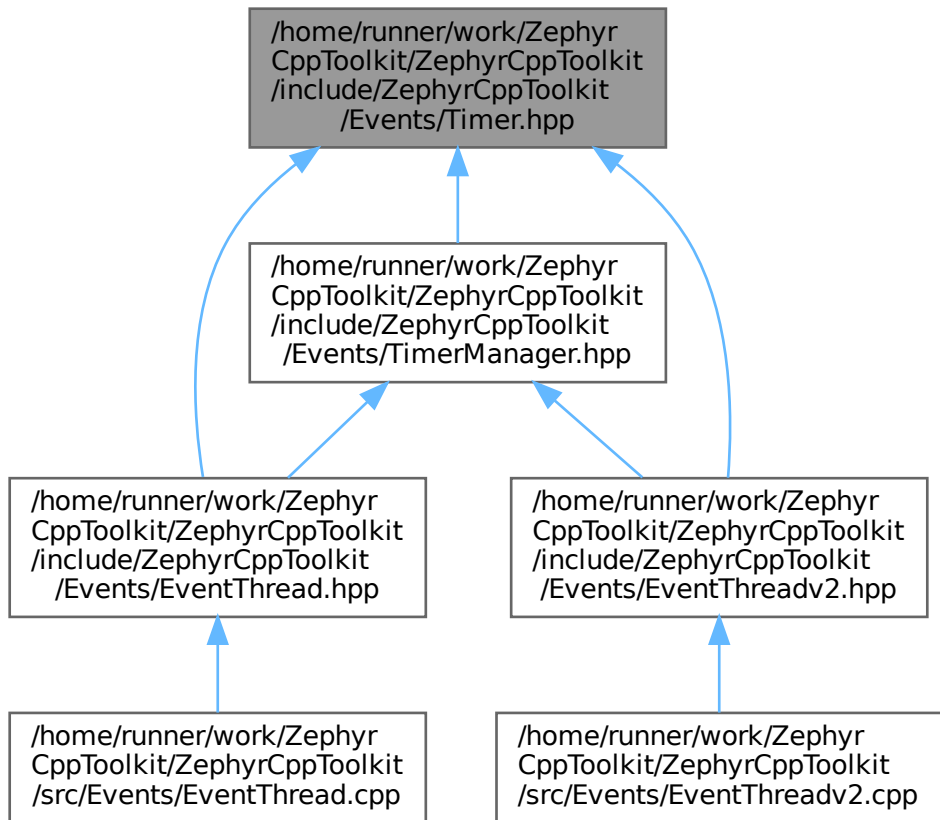 /home/runner/work/Zephyr
CppToolkit/ZephyrCppToolkit
/include/ZephyrCppToolkit
/Events/Timer.hpp
/home/runner/work/Zephyr
CppToolkit/ZephyrCppToolkit
/include/ZephyrCppToolkit
/Events/TimerManager.hpp
/home/runner/work/Zephyr
CppToolkit/ZephyrCppToolkit
/include/ZephyrCppToolkit
/Events/EventThread.hpp
/home/runner/work/Zephyr
CppToolkit/ZephyrCppToolkit
/include/ZephyrCppToolkit
/Events/EventThreadv2.hpp
/home/runner/work/Zephyr
CppToolkit/ZephyrCppToolkit
/src/Events/EventThread.cpp
/home/runner/work/Zephyr
CppToolkit/ZephyrCppToolkit
/src/Events/EventThreadv2.cpp